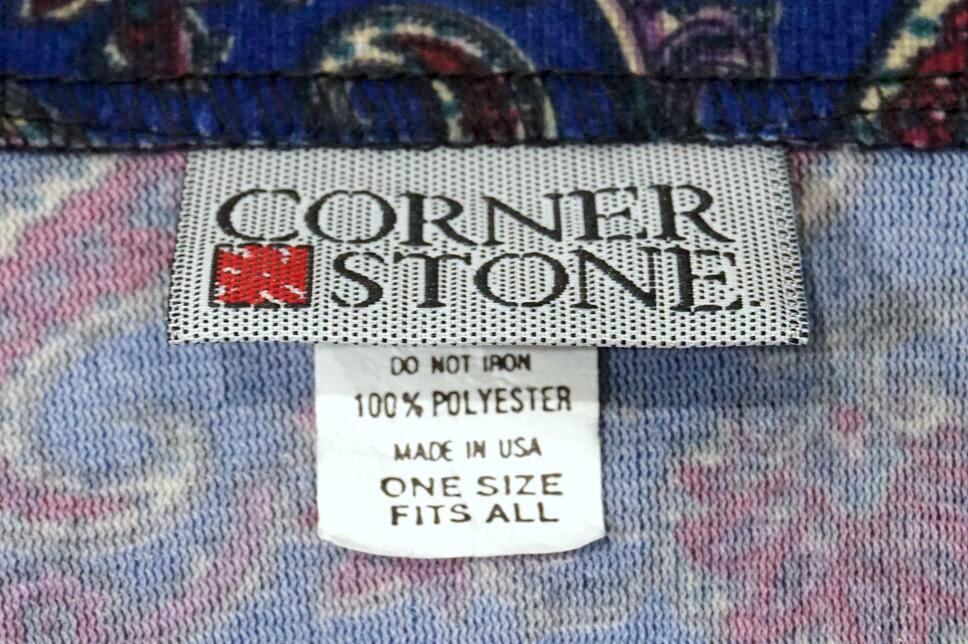 CORNER
STONE.
DO NOT IRON
100% POLYESTER
MADE IN USA
ONE SIZE
FITS ALL